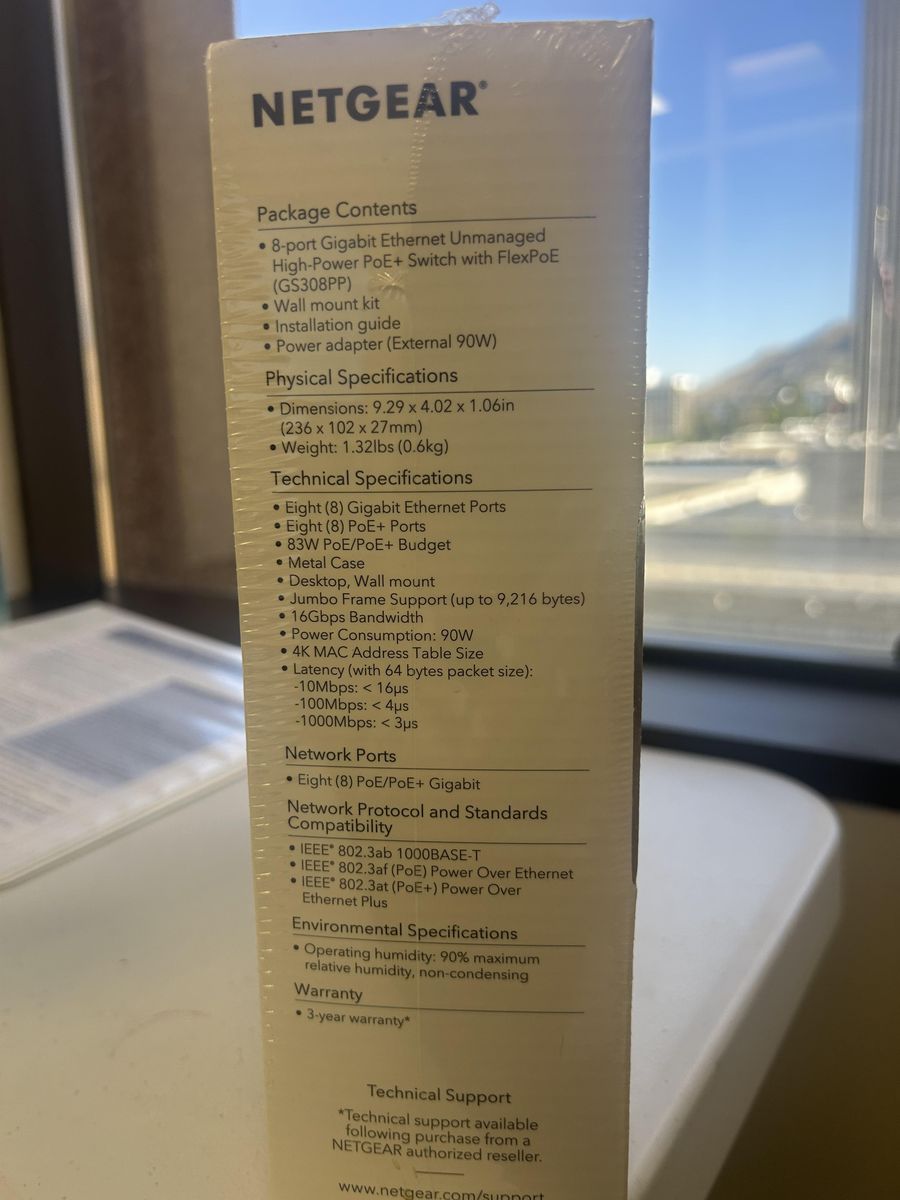 NETGEAR®
Package Contents
• 8-port Gigabit Ethernet Unmanaged
High-Power PoE+ Switch with FlexPoE
(GS308PP)
• Wall mount kit
• Installation guide
• Power adapter (External 90W)
Physical Specifications
• Dimensions: 9.29 x 4.02 x 1.06in
(236 x 102 x 27mm)
• Weight: 1.32lbs (0.6kg)
Technical Specifications
• Eight (8) Gigabit Ethernet Ports
• Eight (8) PoE+ Ports
• 83W PoE/PoE+ Budget
• Metal Case
• Desktop, Wall mount
• Jumbo Frame Support (up to 9,216 bytes)
• 16Gbps Bandwidth
• Power Consumption: 90W
• 4K MAC Address Table Size
• Latency (with 64 bytes packet size):
-10Mbps: < 16µs
-100Mbps: < 4µs
-1000Mbps: < 3µs
Network Ports
• Eight (8) PoE/PoE+ Gigabit
Network Protocol and Standards
Compatibility
• IEEE® 802.3ab 1000BASE-T
• IEEE® 802.3af (PoE) Power Over Ethernet
• IEEE® 802.3at (PoE+) Power Over
Ethernet Plus
Environmental Specifications
• Operating humidity: 90% maximum
relative humidity, non-condensing
Warranty
• 3-year warranty*
Technical Support
*Technical support available
following purchase from a
NETGEAR authorized reseller.
www.netgear.com/support